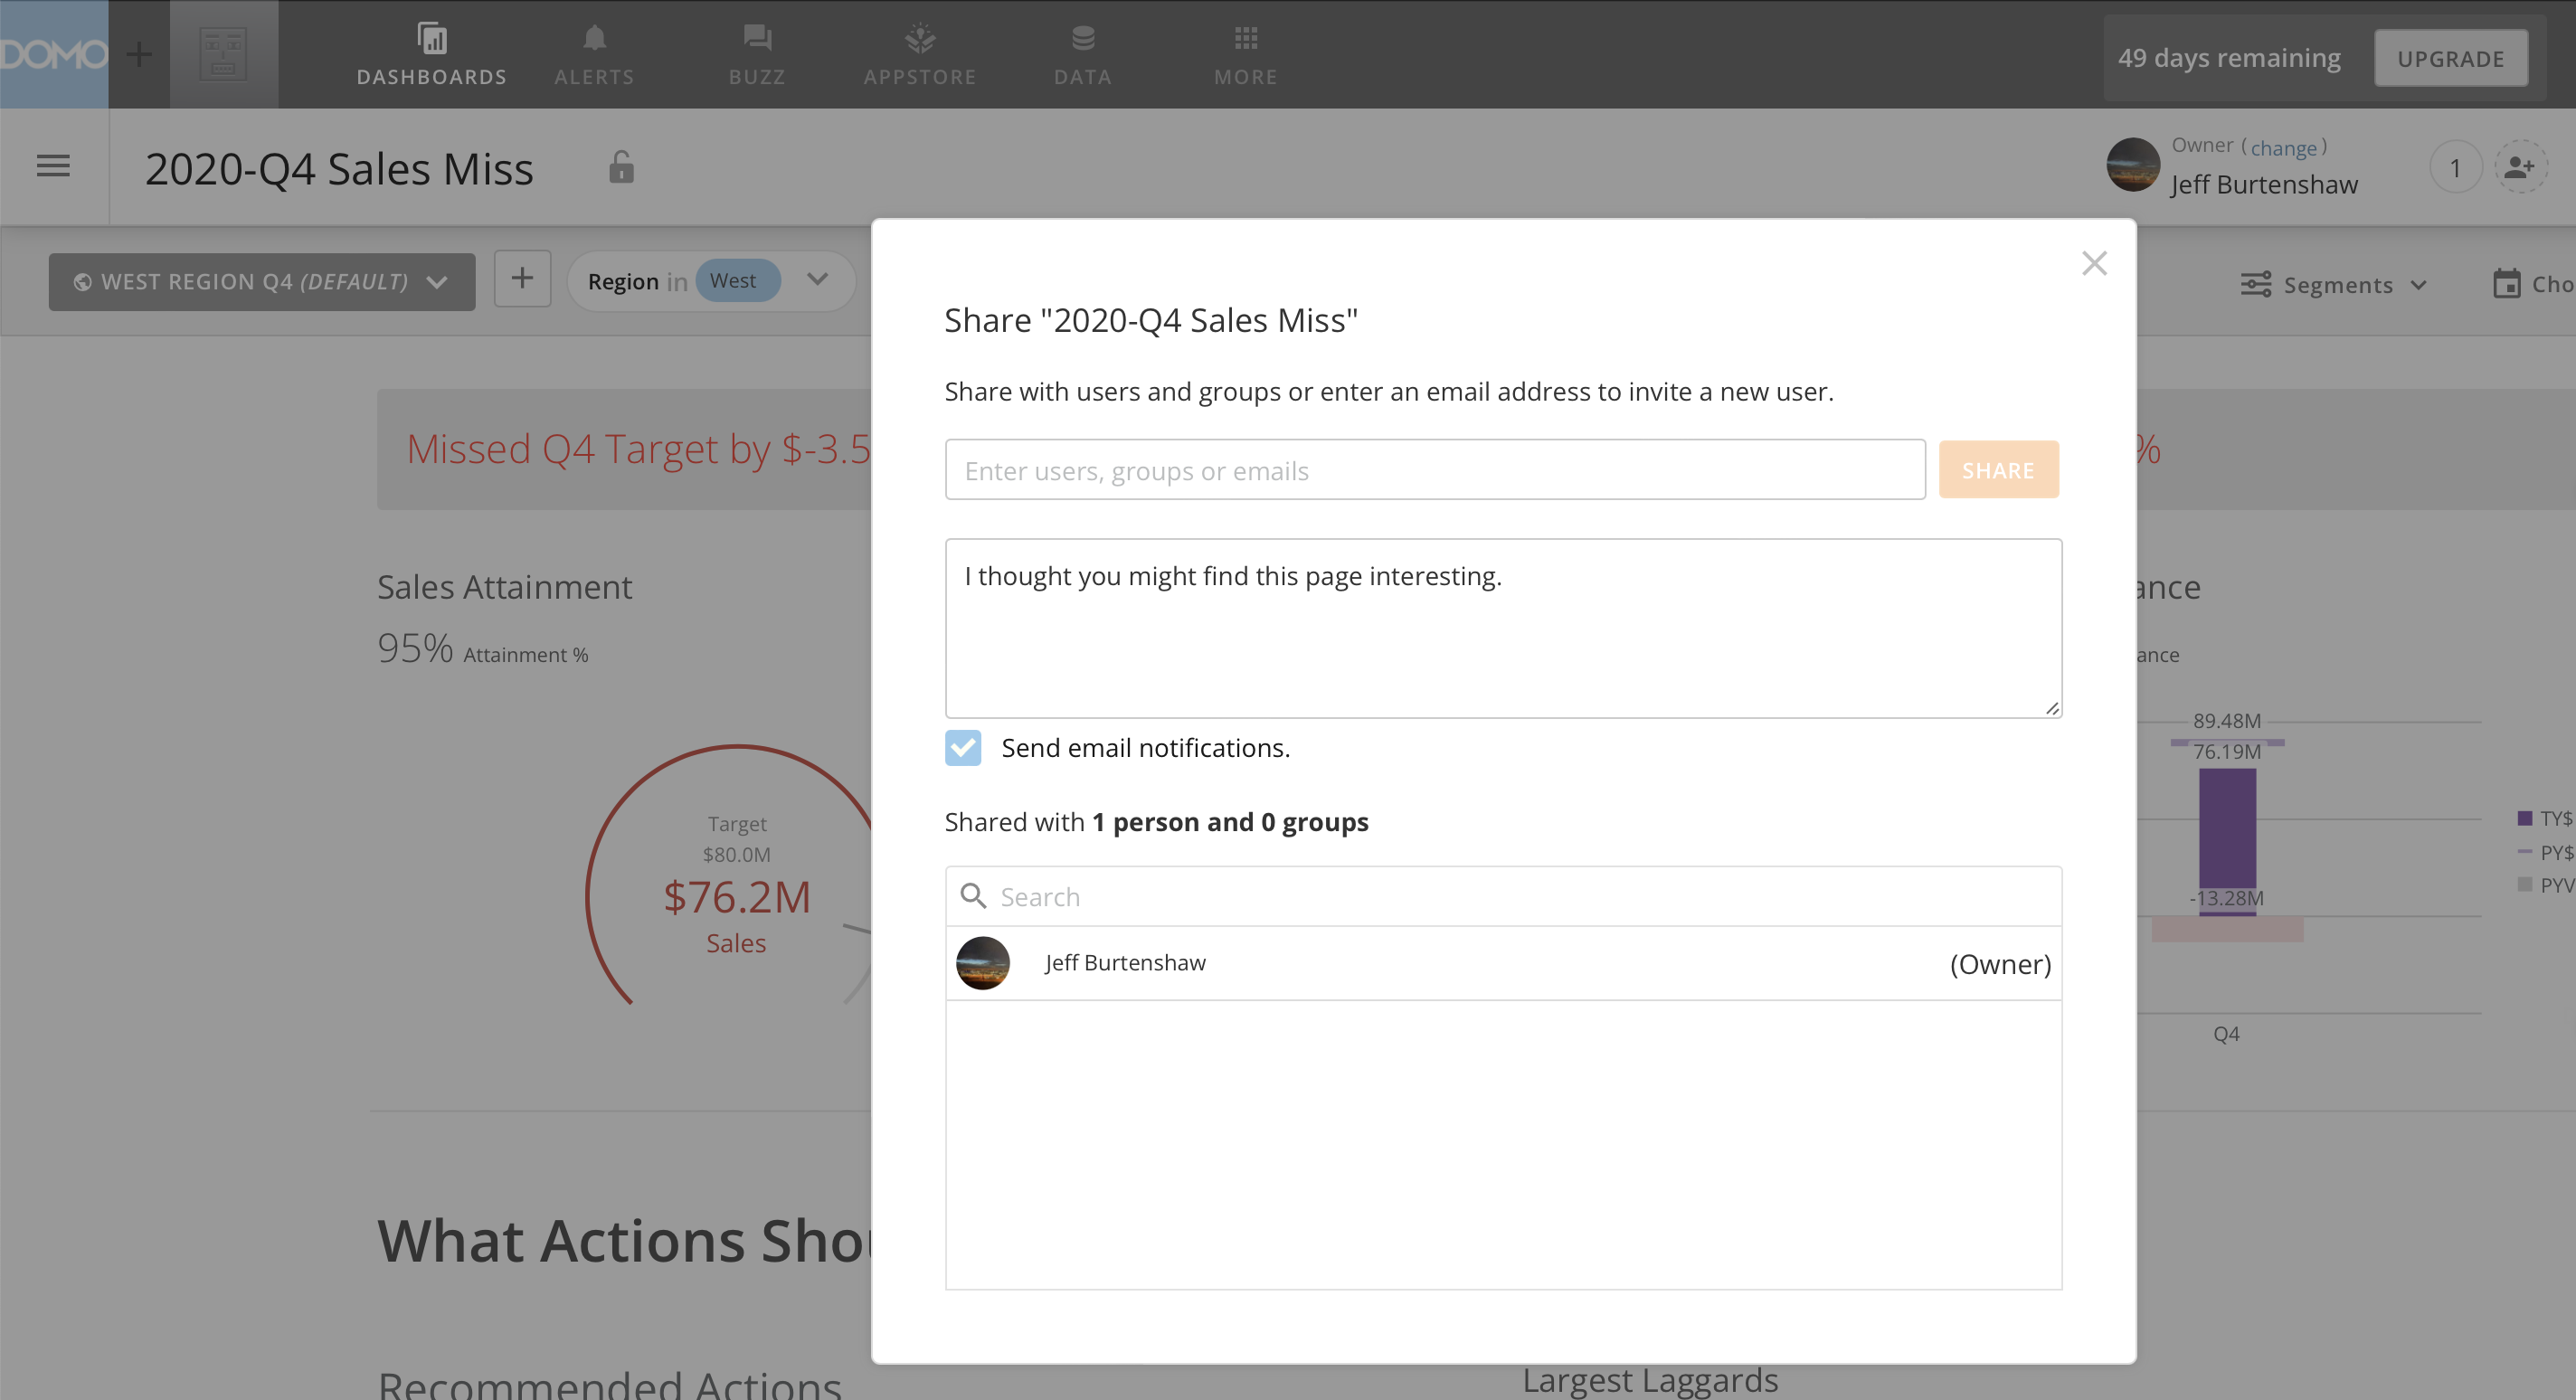 DOMO
DASHBOARDS
ALERTS
BUZZ
APPSTORE
DATA
MORE
49 days remaining
UPGRADE
2020-Q4 Sales Miss
Owner (change)
Jeff Burtenshaw
1
WEST REGION Q4 (DEFAULT)
Region in West
Segments
Cho
Share "2020-Q4 Sales Miss"
Share with users and groups or enter an email address to invite a new user.
Enter users, groups or emails
SHARE
I thought you might find this page interesting.
Send email notifications.
Shared with 1 person and 0 groups
Search
Jeff Burtenshaw
(Owner)
Missed Q4 Target by $-3.5
%
Sales Attainment
95% Attainment %
Target
$80.0M
$76.2M
Sales
ance
ance
89.48M
76.19M
-13.28M
Q4
TY$
PY$
PYV
What Actions Shou
Recommended Actions
Largest Laggards